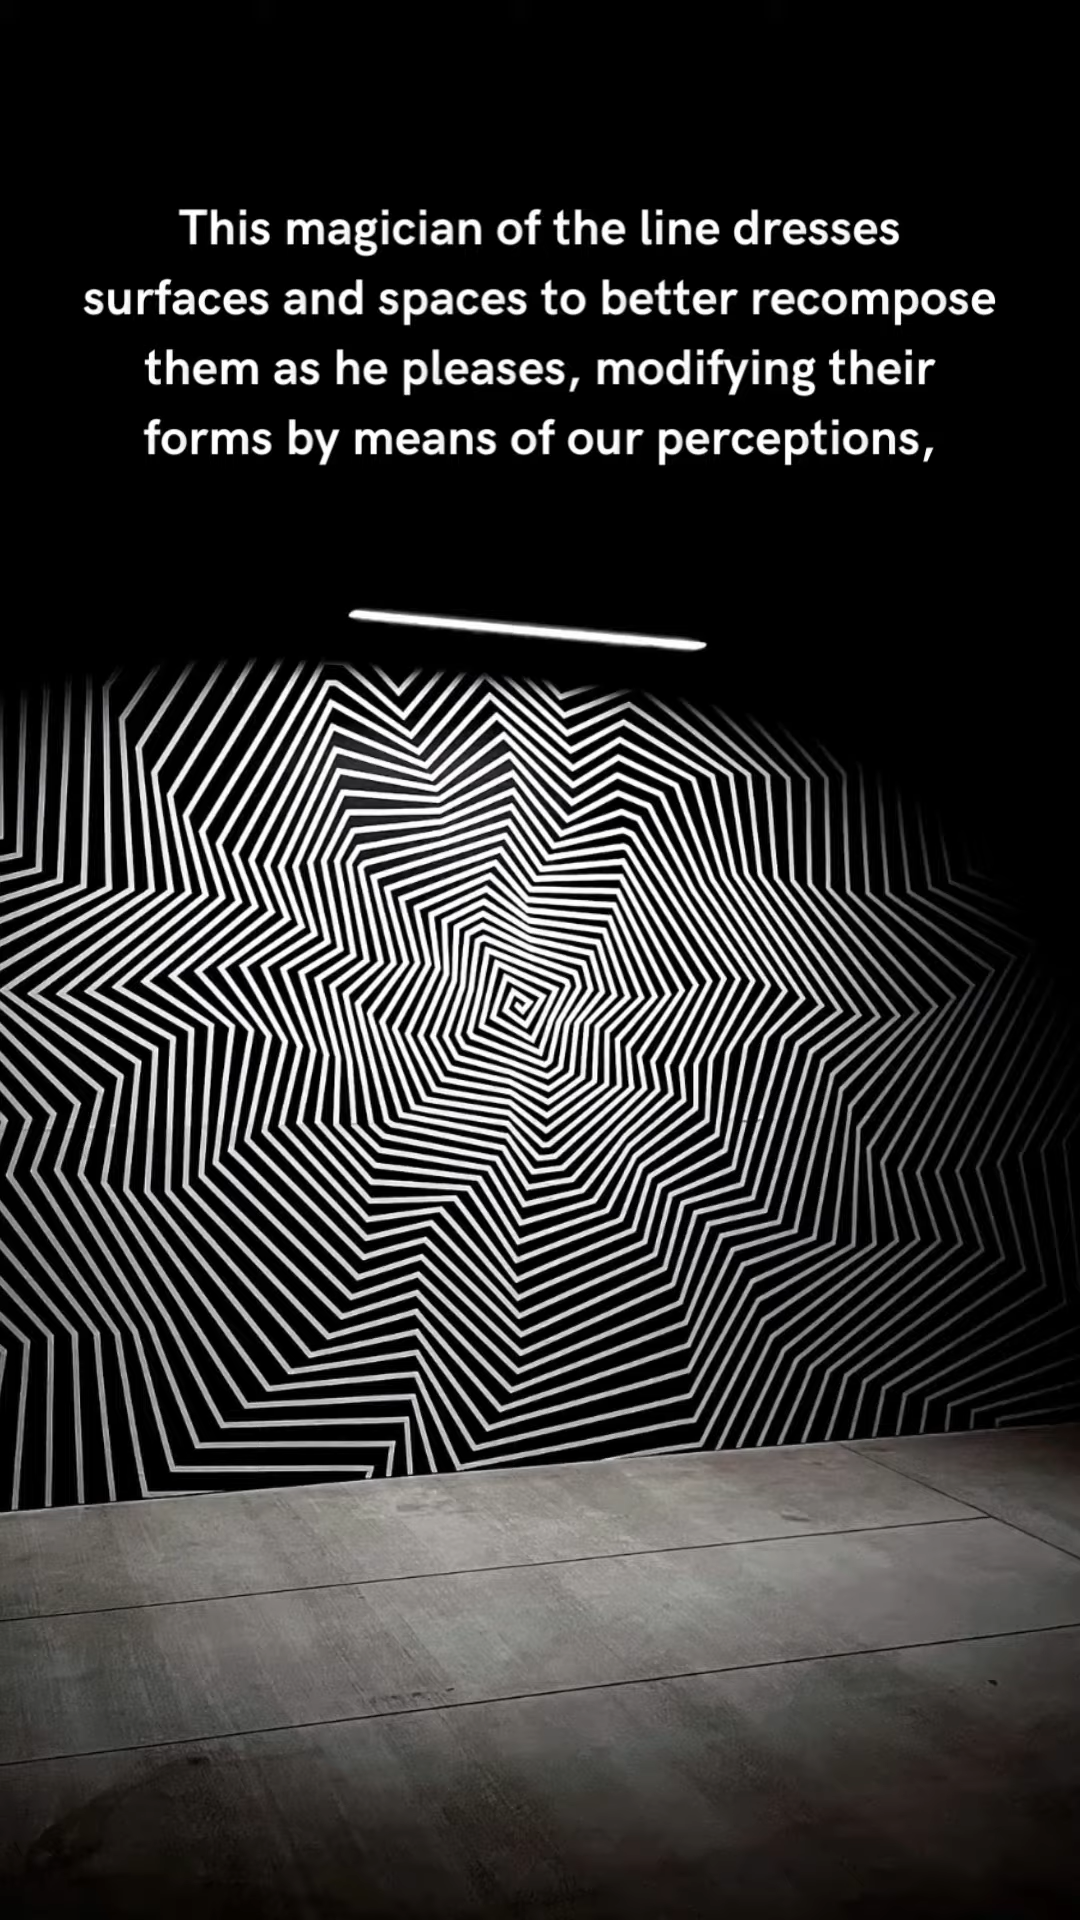 This magician of the line dresses
surfaces and spaces to better recompose
them as he pleases, modifying their
forms by means of our perceptions,